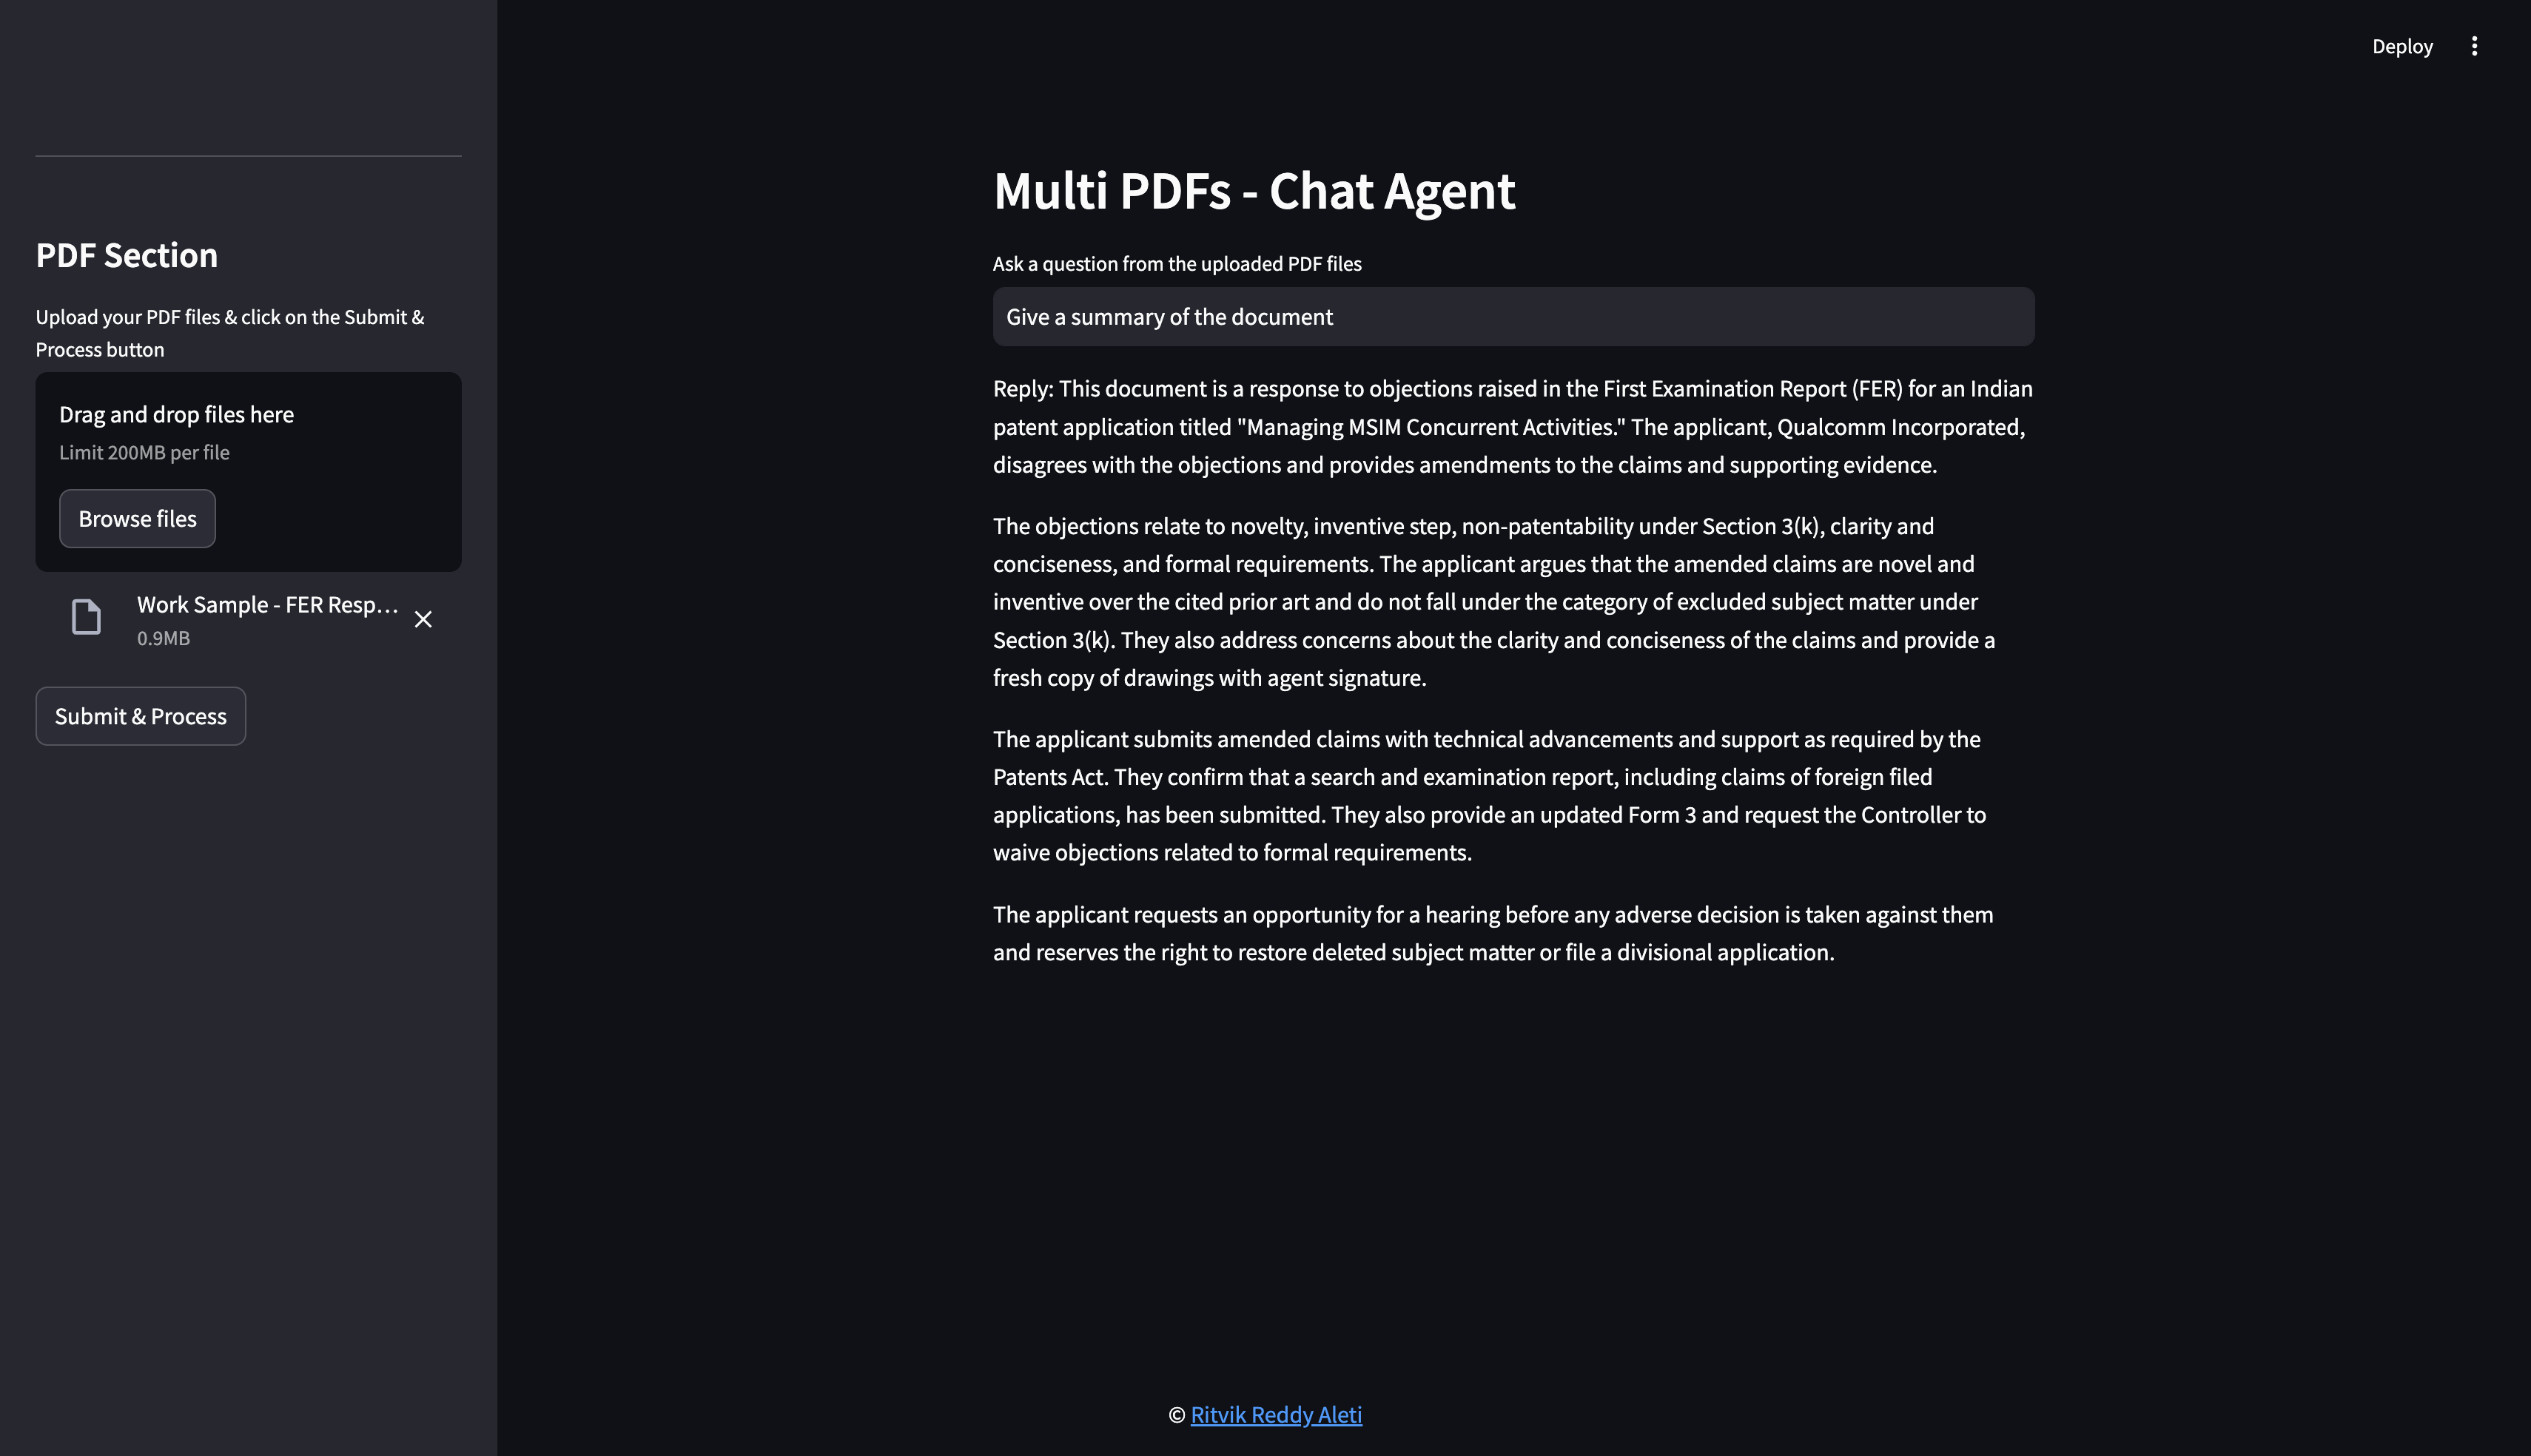 Deploy
PDF Section
Upload your PDF files & click on the Submit &
Process button
Drag and drop files here
Limit 200MB per file
Browse files
Work Sample - FER Resp...
0.9MB
Submit & Process
Multi PDFs - Chat Agent
Ask a question from the uploaded PDF files
Give a summary of the document
Reply: This document is a response to objections raised in the First Examination Report (FER) for an Indian
patent application titled "Managing MSIM Concurrent Activities." The applicant, Qualcomm Incorporated,
disagrees with the objections and provides amendments to the claims and supporting evidence.
The objections relate to novelty, inventive step, non-patentability under Section 3(k), clarity and
conciseness, and formal requirements. The applicant argues that the amended claims are novel and
inventive over the cited prior art and do not fall under the category of excluded subject matter under
Section 3(k). They also address concerns about the clarity and conciseness of the claims and provide a
fresh copy of drawings with agent signature.
The applicant submits amended claims with technical advancements and support as required by the
Patents Act. They confirm that a search and examination report, including claims of foreign filed
applications, has been submitted. They also provide an updated Form 3 and request the Controller to
waive objections related to formal requirements.
The applicant requests an opportunity for a hearing before any adverse decision is taken against them
and reserves the right to restore deleted subject matter or file a divisional application.
© Ritvik Reddy Aleti